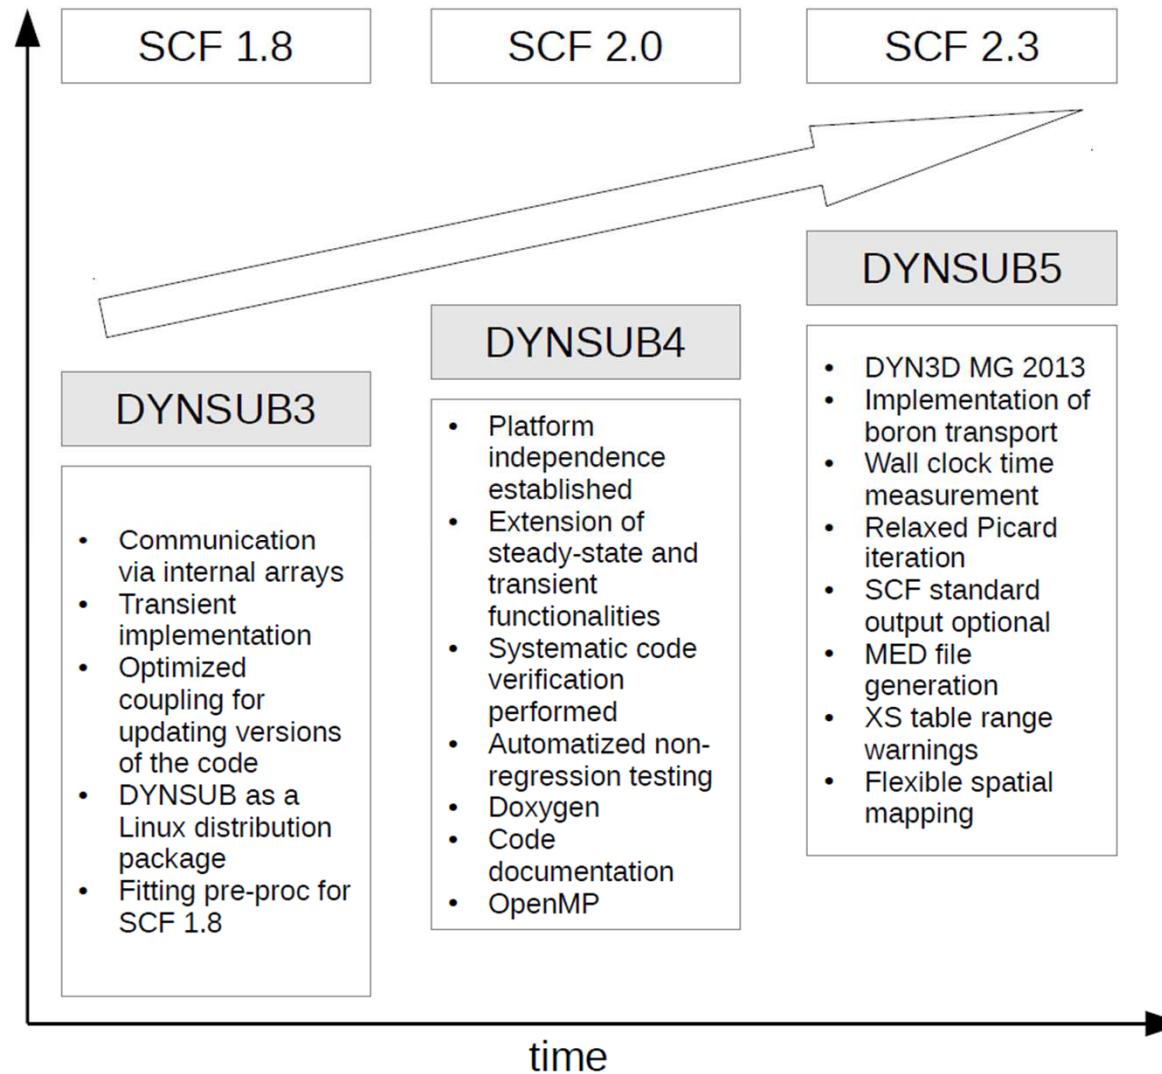 SCF 1.8
SCF 2.0
SCF 2.3
DYNSUB3
• Communication
via internal arrays
• Transient
implementation
• Optimized
coupling for
updating versions
of the code
• DYNSUB as a
Linux distribution
package
• Fitting pre-proc for
SCF 1.8
DYNSUB4
• Platform
independence
established
• Extension of
steady-state and
transient
functionalities
• Systematic code
verification
performed
• Automatized non-
regression testing
• Doxygen
• Code
documentation
• OpenMP
DYNSUB5
• DYN3D MG 2013
• Implementation of
boron transport
• Wall clock time
measurement
• Relaxed Picard
iteration
• SCF standard
output optional
• MED file
generation
• XS table range
warnings
• Flexible spatial
mapping
time